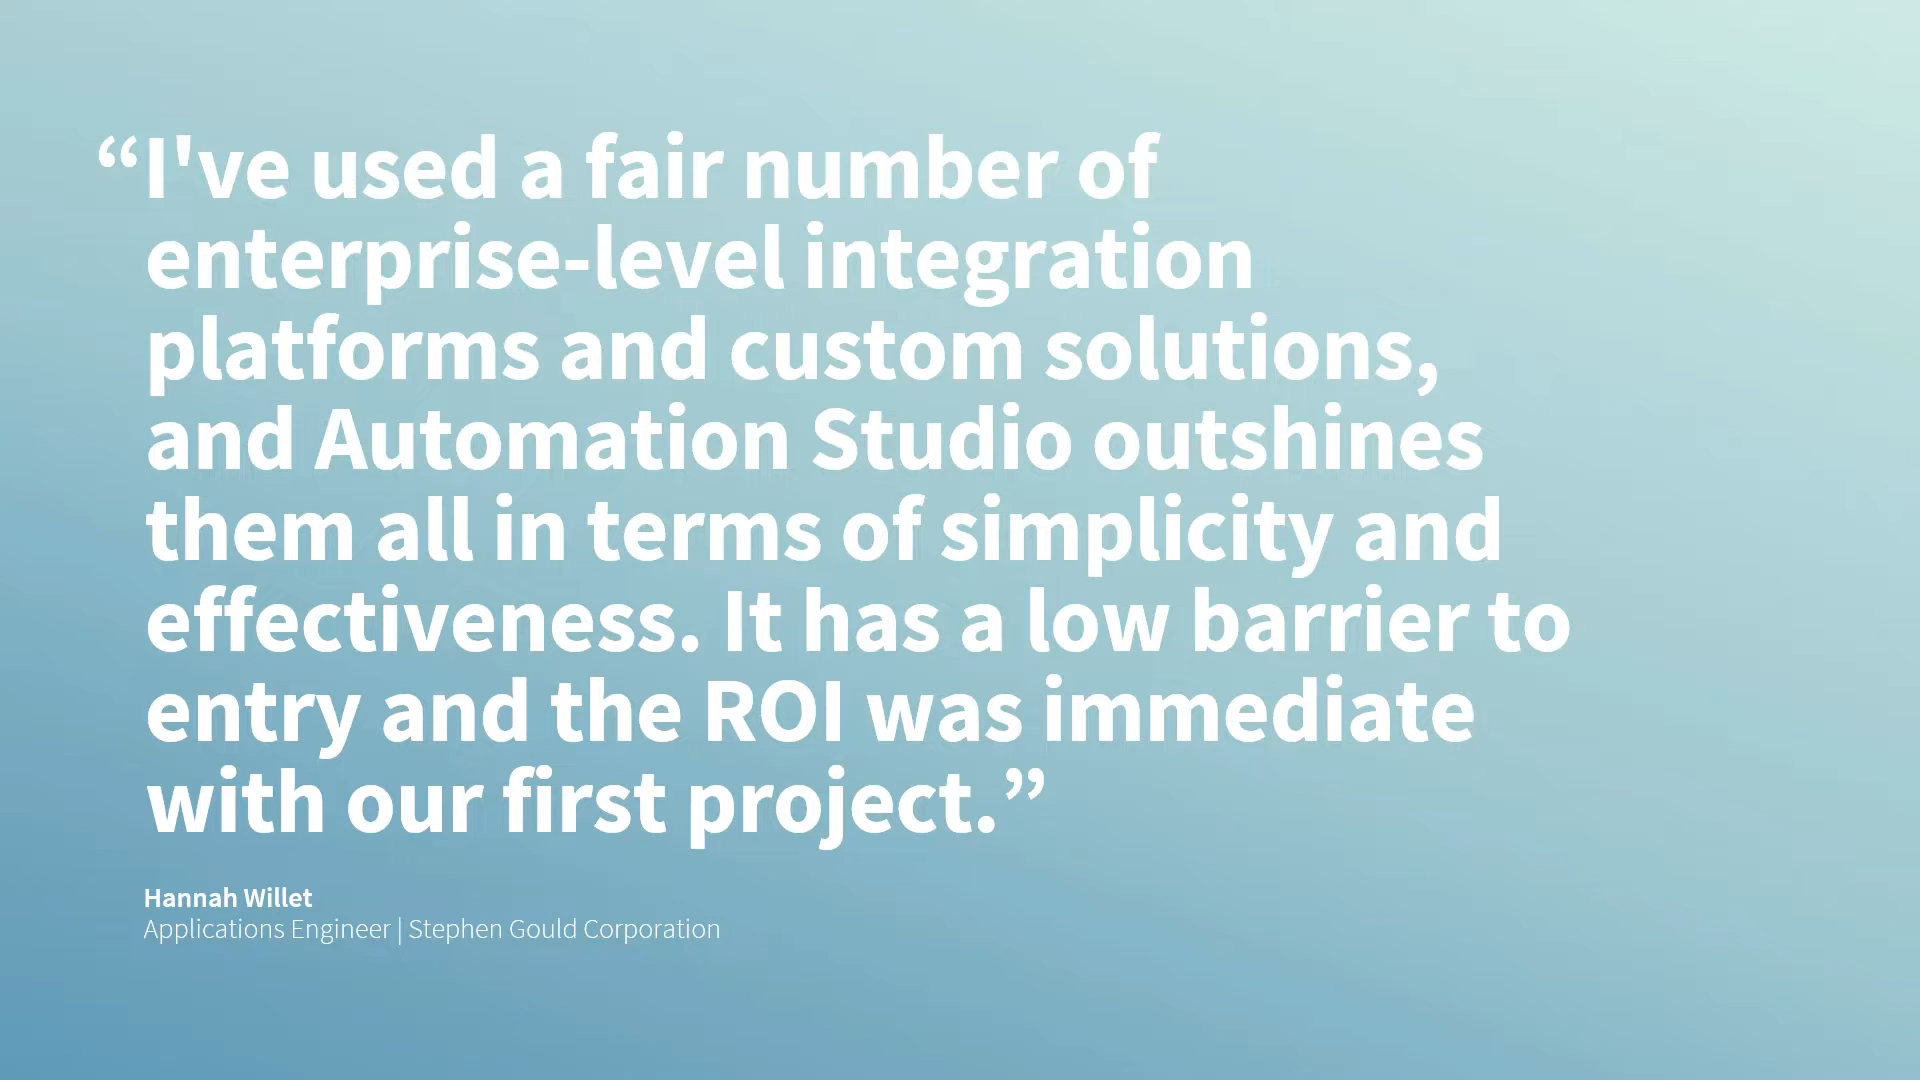 “I've used a fair number of
enterprise-level integration
platforms and custom solutions,
and Automation Studio outshines
them all in terms of simplicity and
effectiveness. It has a low barrier to
entry and the ROI was immediate
with our first project.”
Hannah Willet
Applications Engineer | Stephen Gould Corporation